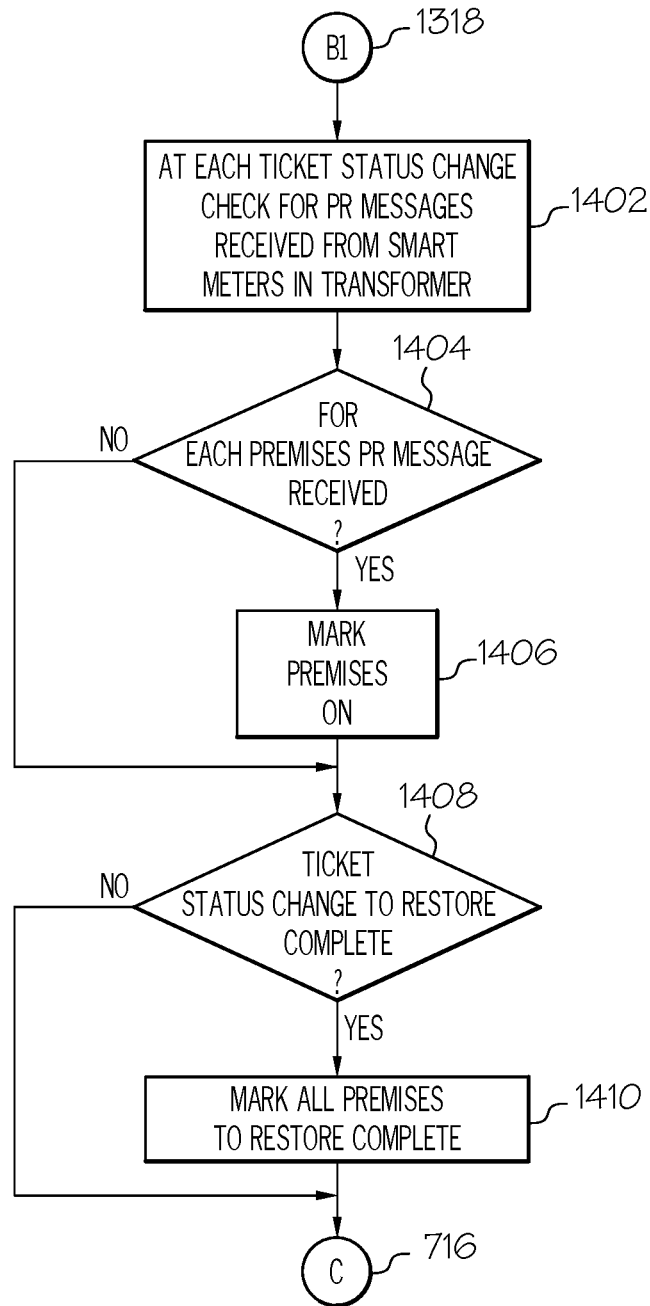 B1
1318
AT EACH TICKET STATUS CHANGE
CHECK FOR PR MESSAGES
RECEIVED FROM SMART
METERS IN TRANSFORMER
1402
1404
FOR
EACH PREMISES PR MESSAGE
RECEIVED
?
NO
YES
MARK
PREMISES
ON
1406
1408
TICKET
STATUS CHANGE TO RESTORE
COMPLETE
?
NO
YES
MARK ALL PREMISES
TO RESTORE COMPLETE
1410
C
716